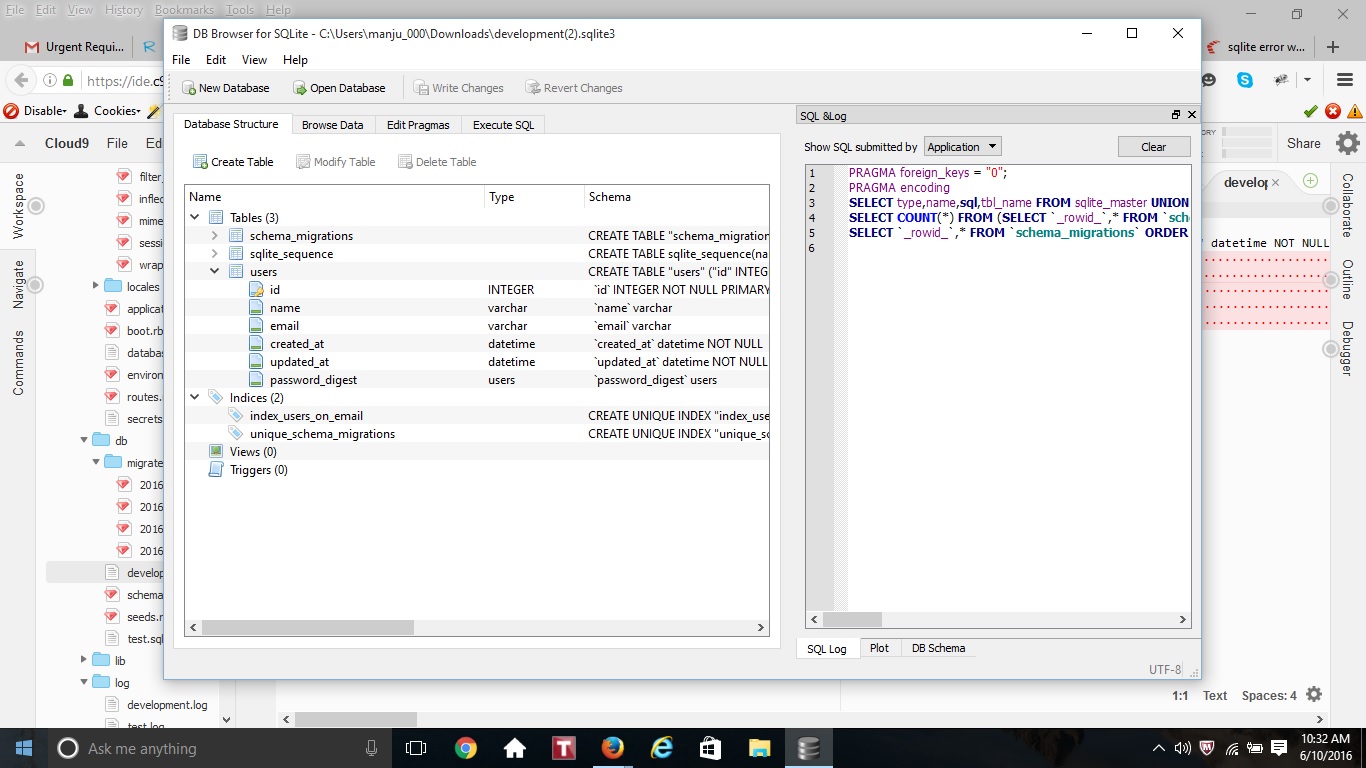 File Edit View History Bookmarks Tools Help
DB Browser for SQLite - C:\Users\manju_000\Downloads\development(2).sqlite3
Urgent Requi...
sqlite error w...
File Edit View Help
https://ide.c9
New Database Open Database Write Changes Revert Changes
Disable Cookies
Database Structure Browse Data Edit Pragmas Execute SQL
SQL &Log
Cloud9 File Ed
Show SQL submitted by Application Clear
Share
Create Table Modify Table Delete Table
Name Type Schema
Tables (3)
schema_migrations CREATE TABLE "schema_migration
sqlite_sequence CREATE TABLE sqlite_sequence(na
users CREATE TABLE "users" ("id" INTEG
id INTEGER `id` INTEGER NOT NULL PRIMARY
name varchar `name` varchar
email varchar `email` varchar
created_at datetime `created_at` datetime NOT NULL
updated_at datetime `updated_at` datetime NOT NULL
password_digest users `password_digest` users
Indices (2)
index_users_on_email CREATE UNIQUE INDEX "index_use
unique_schema_migrations CREATE UNIQUE INDEX "unique_sc
Views (0)
Triggers (0)
1 PRAGMA foreign_keys = "0";
2 PRAGMA encoding
3 SELECT type,name,sql,tbl_name FROM sqlite_master UNION
4 SELECT COUNT(*) FROM (SELECT `_rowid_`,* FROM `sch
5 SELECT `_rowid_`,* FROM `schema_migrations` ORDER
6
SQL Log Plot DB Schema
UTF-8
Workspace
Navigate
Commands
filter_
inflec
mime
sessi
wrap
locales
applicat
boot.rb
databas
environ
routes.
secrets
db
migrate
2016
2016
2016
2016
develop
schema
seeds.r
test.sql
lib
log
development.log
test.log
develop
datetime NOT NULL
Collaborate
Outline
Debugger
1:1 Text Spaces: 4
Ask me anything
10:32 AM
6/10/2016